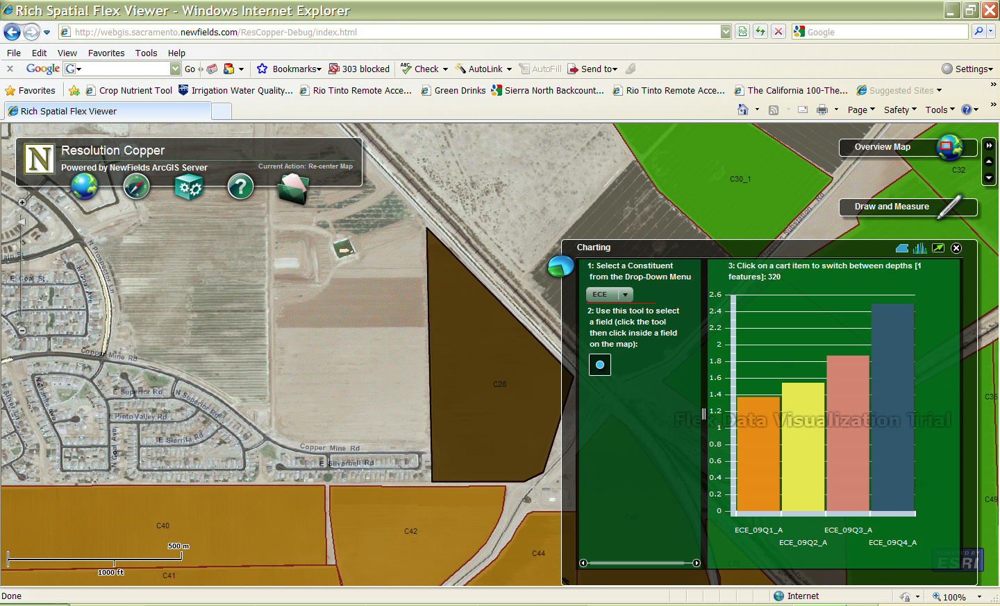 Rich Spatial Flex Viewer - Windows Internet Explorer
http://webgis.sacramento.newfields.com/ResCopper-Debug/index.html
Google
File Edit View Favorites Tools Help
x Google G Go Bookmarks 303 blocked ABC Check AutoLink AutoFill Send to Settings
Favorites Crop Nutrient Tool Irrigation Water Quality... Rio Tinto Remote Acce... Green Drinks Sierra North Backcount... Rio Tinto Remote Acce... The California 100-The... Suggested Sites »
Rich Spatial Flex Viewer Page Safety Tools »
N Resolution Copper
Powered by NewFields ArcGIS Server
Current Action: Re-center Map
Overview Map
Draw and Measure
C30_1
C32
N Prospector Ln
E Coal St
N Coal Ave
Copper Mine Rd
E Superior Rd
N Superior Rd
E Pinto Valley Rd
E Sierrita Rd
N Coal Ave
Copper Mine Rd
E Silverbell Rd
C28
C40
C42
C44
C41
C49
500 m
1000 ft
Charting
1: Select a Constituent
from the Drop-Down Menu
ECE
2: Use this tool to select
a field (click the tool
then click inside a field
on the map):
3: Click on a cart item to switch between depths [1
features]: 320
2.6
2.4
2.2
2
1.8
1.6
1.4
1.2
1
0.8
0.6
0.4
0.2
0
Flex Data Visualization Trial
ECE_09Q1_A
ECE_09Q2_A
ECE_09Q3_A
ECE_09Q4_A
POWERED BY
ESRI
Done
Internet
100%